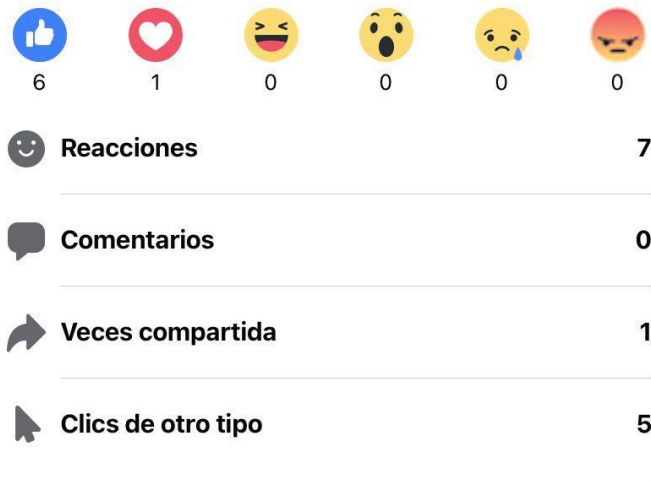 6 1 0 0 0 0
Reacciones 7
Comentarios 0
Veces compartida 1
Clics de otro tipo 5